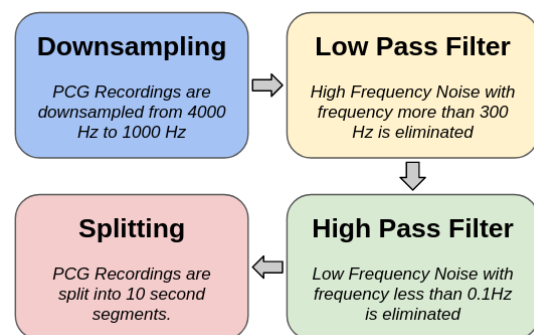 Downsampling
PCG Recordings are
downsampled from 4000
Hz to 1000 Hz
Low Pass Filter
High Frequency Noise with
frequency more than 300
Hz is eliminated
High Pass Filter
Low Frequency Noise with
frequency less than 0.1Hz
is eliminated
Splitting
PCG Recordings are
split into 10 second
segments.